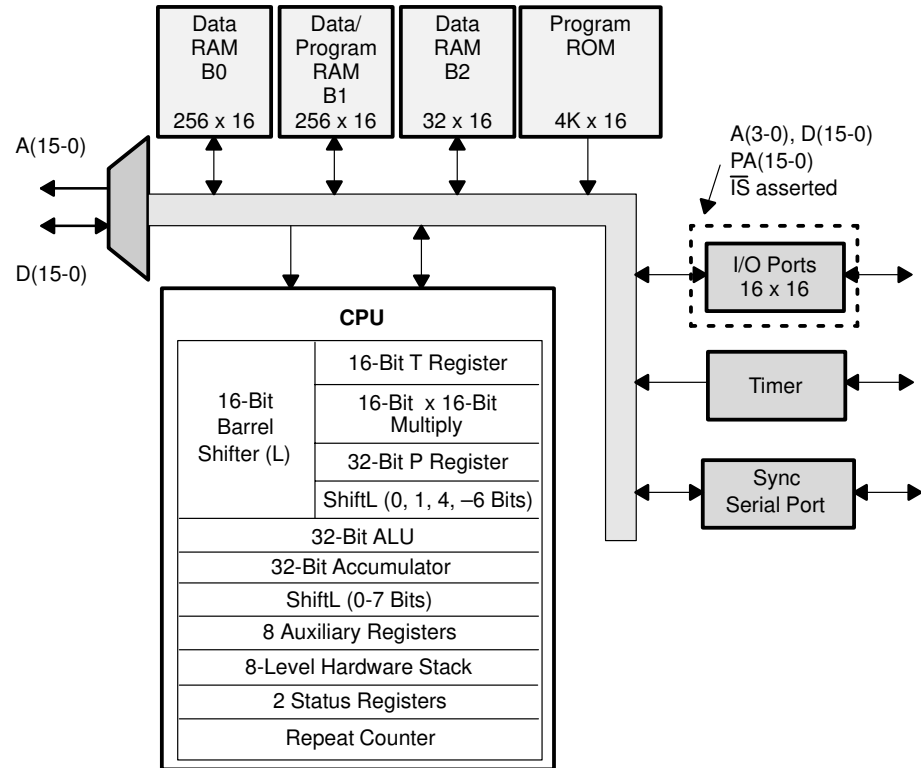 Data
RAM
B0
256 x 16
Data/
Program
RAM
B1
256 x 16
Data
RAM
B2
32 x 16
Program
ROM
4K x 16
A(15-0)
D(15-0)
A(3-0), D(15-0)
PA(15-0)
I̅S̅ asserted
I/O Ports
16 x 16
Timer
Sync
Serial Port
CPU
16-Bit
Barrel
Shifter (L)
16-Bit T Register
16-Bit x 16-Bit
Multiply
32-Bit P Register
ShiftL (0, 1, 4, –6 Bits)
32-Bit ALU
32-Bit Accumulator
ShiftL (0-7 Bits)
8 Auxiliary Registers
8-Level Hardware Stack
2 Status Registers
Repeat Counter